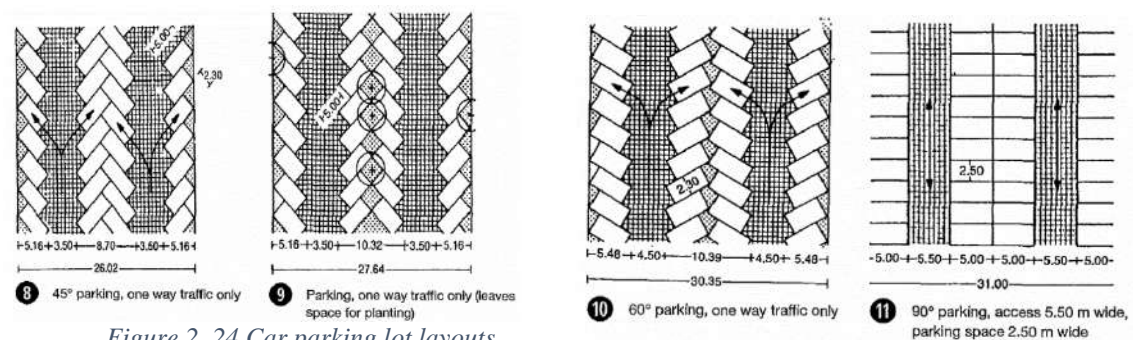 5.00
2.30
5.16 3.50 8.70 3.50 5.16
26.02
8 45° parking, one way traffic only
5.00
5.16 3.50 10.32 3.50 5.16
27.64
9 Parking, one way traffic only (leaves
space for planting)
2.30
5.48 4.50 10.39 4.50 5.48
30.35
10 60° parking, one way traffic only
2.50
5.00 5.50 5.00 5.00 5.50 5.00
31.00
11 90° parking, access 5.50 m wide,
parking space 2.50 m wide
Figure 2. 24 Car parking lot layouts